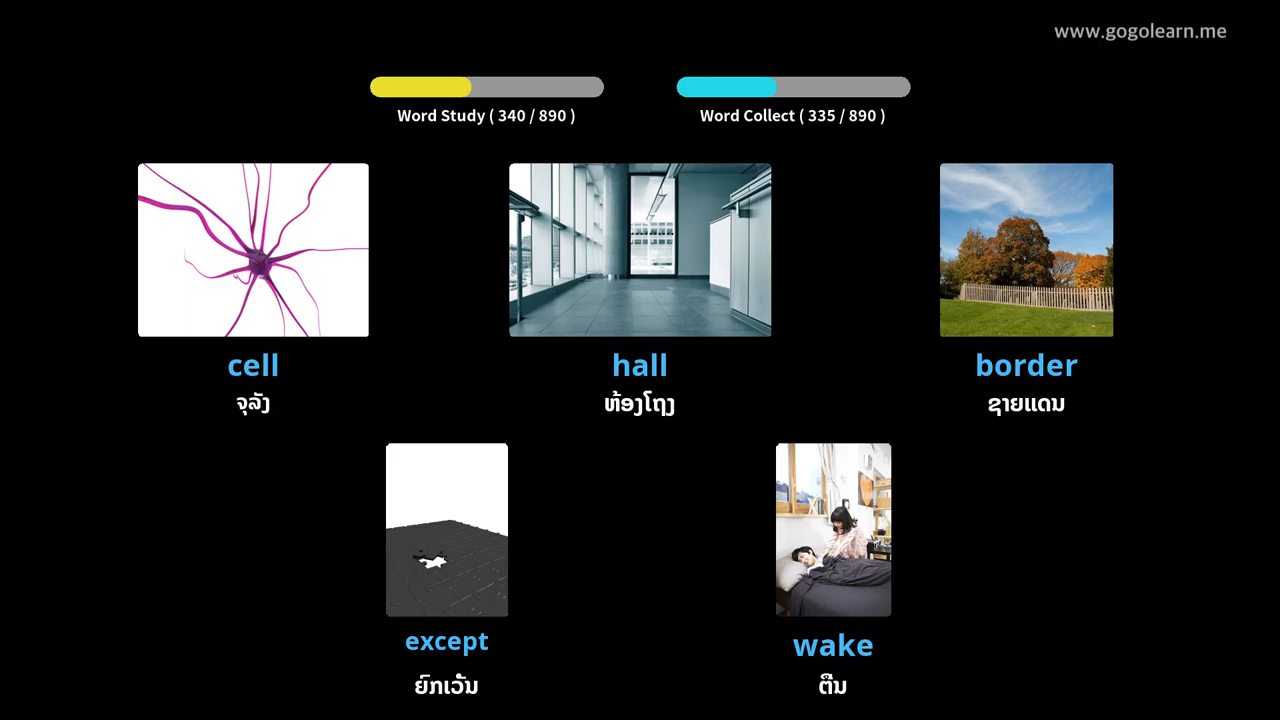 www.gogolearn.me
Word Study ( 340 / 890 )
Word Collect ( 335 / 890 )
cell
hall
border
ຈຸລັງ
ຫ້ອງໂຖງ
ຊາຍແດນ
except
wake
ຍົກເວັ້ນ
ຕື່ນ